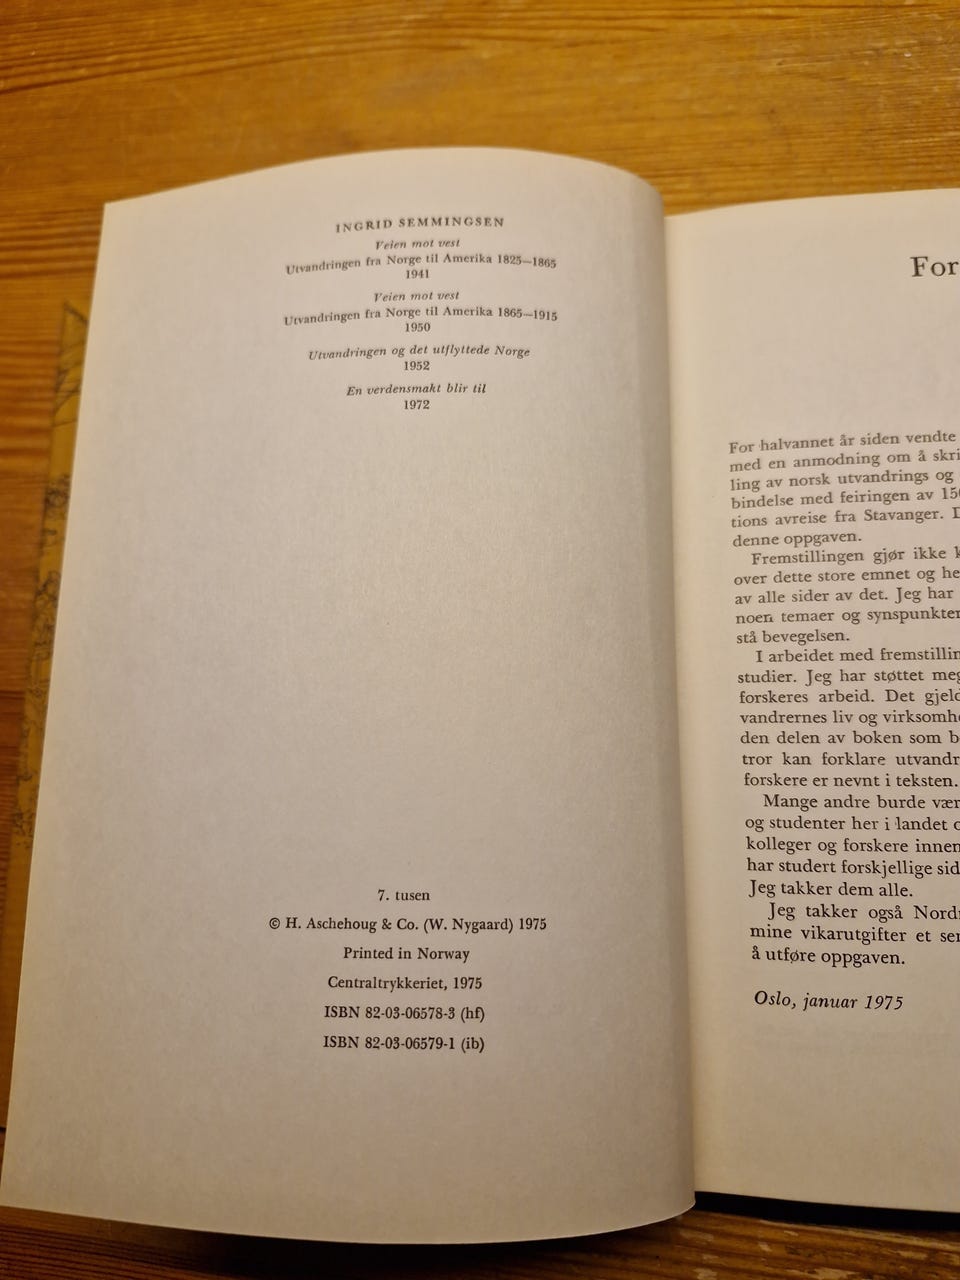 INGRID SEMMINGSEN
Veien mot vest
Utvandringen fra Norge til Amerika 1825—1865
1941
Veien mot vest
Utvandringen fra Norge til Amerika 1865—1915
1950
Utvandringen og det utflyttede Norge
1952
En verdensmakt blir til
1972
7. tusen
© H. Aschehoug & Co. (W. Nygaard) 1975
Printed in Norway
Centraltrykkeriet, 1975
ISBN 82-03-06578-3 (hf)
ISBN 82-03-06579-1 (ib)
For
For halvannet år siden vendte
med en anmodning om å skri
ling av norsk utvandrings og
bindelse med feiringen av 15
tions avreise fra Stavanger. D
denne oppgaven.
Fremstillingen gjør ikke k
over dette store emnet og he
av alle sider av det. Jeg har
noen temaer og synspunkter
stå bevegelsen.
I arbeidet med fremstillin
studier. Jeg har støttet meg
forskeres arbeid. Det gjeld
vandrernes liv og virksomhe
den delen av boken som b
tror kan forklare utvandr
forskere er nevnt i teksten.
Mange andre burde vær
og studenter her i landet o
kolleger og forskere innen
har studert forskjellige sid
Jeg takker dem alle.
Jeg takker også Nord
mine vikarutgifter et se
å utføre oppgaven.
Oslo, januar 1975